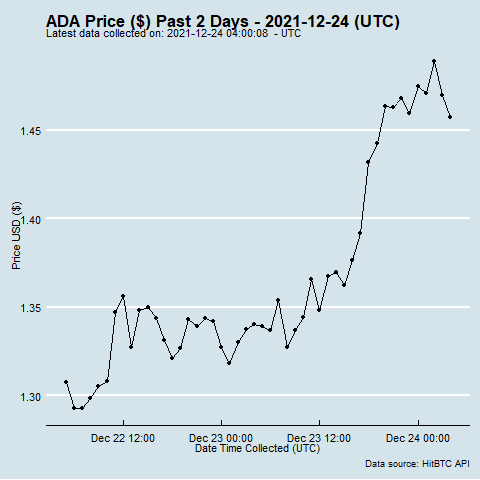 ADA Price ($) Past 2 Days - 2021-12-24 (UTC)
Latest data collected on: 2021-12-24 04:00:08  - UTC
1.45
1.40
1.35
1.30
Price USD ($)
Dec 22 12:00 Dec 23 00:00 Dec 23 12:00 Dec 24 00:00
Date Time Collected (UTC)
Data source: HitBTC API